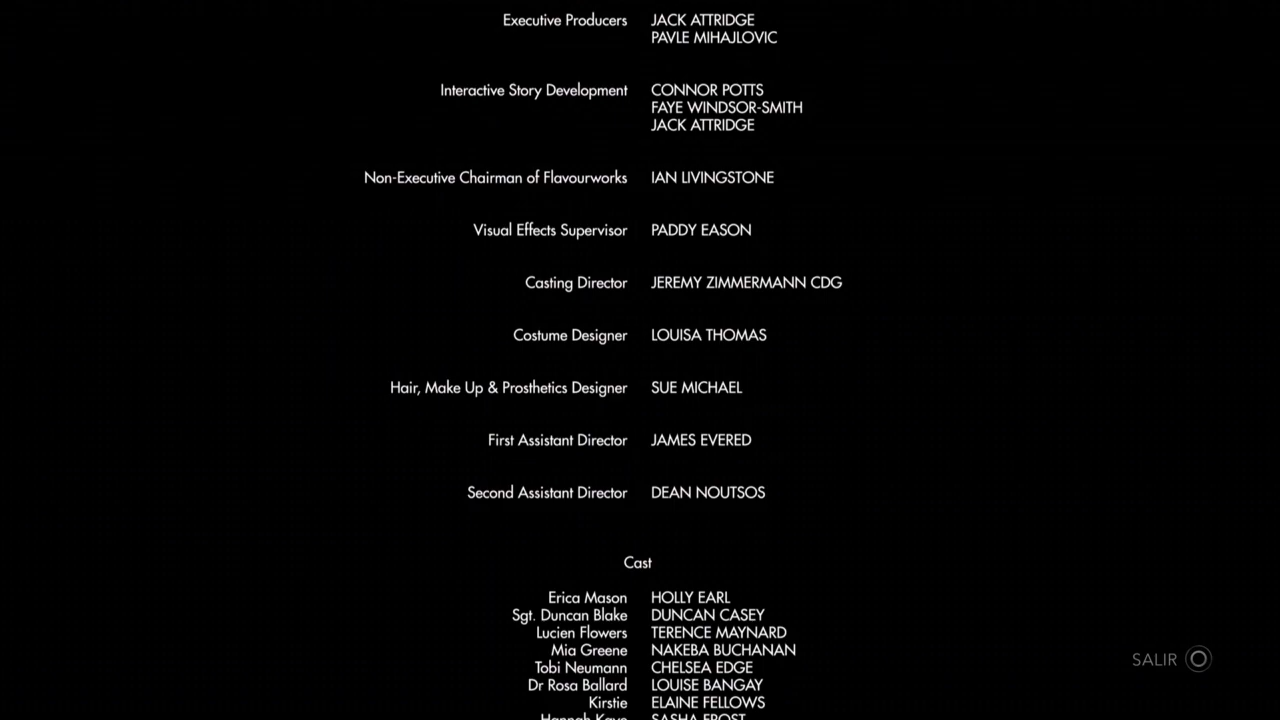 Executive Producers JACK ATTRIDGE
PAVLE MIHAJLOVIC
Interactive Story Development CONNOR POTTS
FAYE WINDSOR-SMITH
JACK ATTRIDGE
Non-Executive Chairman of Flavourworks IAN LIVINGSTONE
Visual Effects Supervisor PADDY EASON
Casting Director JEREMY ZIMMERMANN CDG
Costume Designer LOUISA THOMAS
Hair, Make Up & Prosthetics Designer SUE MICHAEL
First Assistant Director JAMES EVERED
Second Assistant Director DEAN NOUTSOS
Cast
Erica Mason HOLLY EARL
Sgt. Duncan Blake DUNCAN CASEY
Lucien Flowers TERENCE MAYNARD
Mia Greene NAKEBA BUCHANAN
Tobi Neumann CHELSEA EDGE
Dr Rosa Ballard LOUISE BANGAY
Kirstie ELAINE FELLOWS
Hannah Kaye SASHA FROST
SALIR